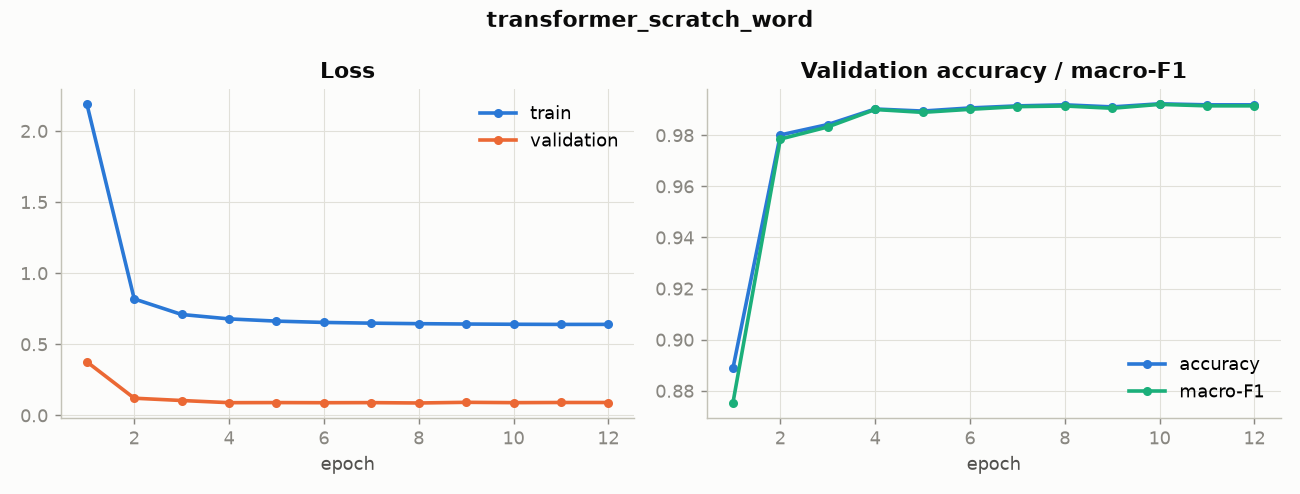 transformer_scratch_word
Loss
train
validation
2.0
1.5
1.0
0.5
0.0
2 4 6 8 10 12
epoch
Validation accuracy / macro-F1
0.98
0.96
0.94
0.92
0.90
0.88
accuracy
macro-F1
2 4 6 8 10 12
epoch